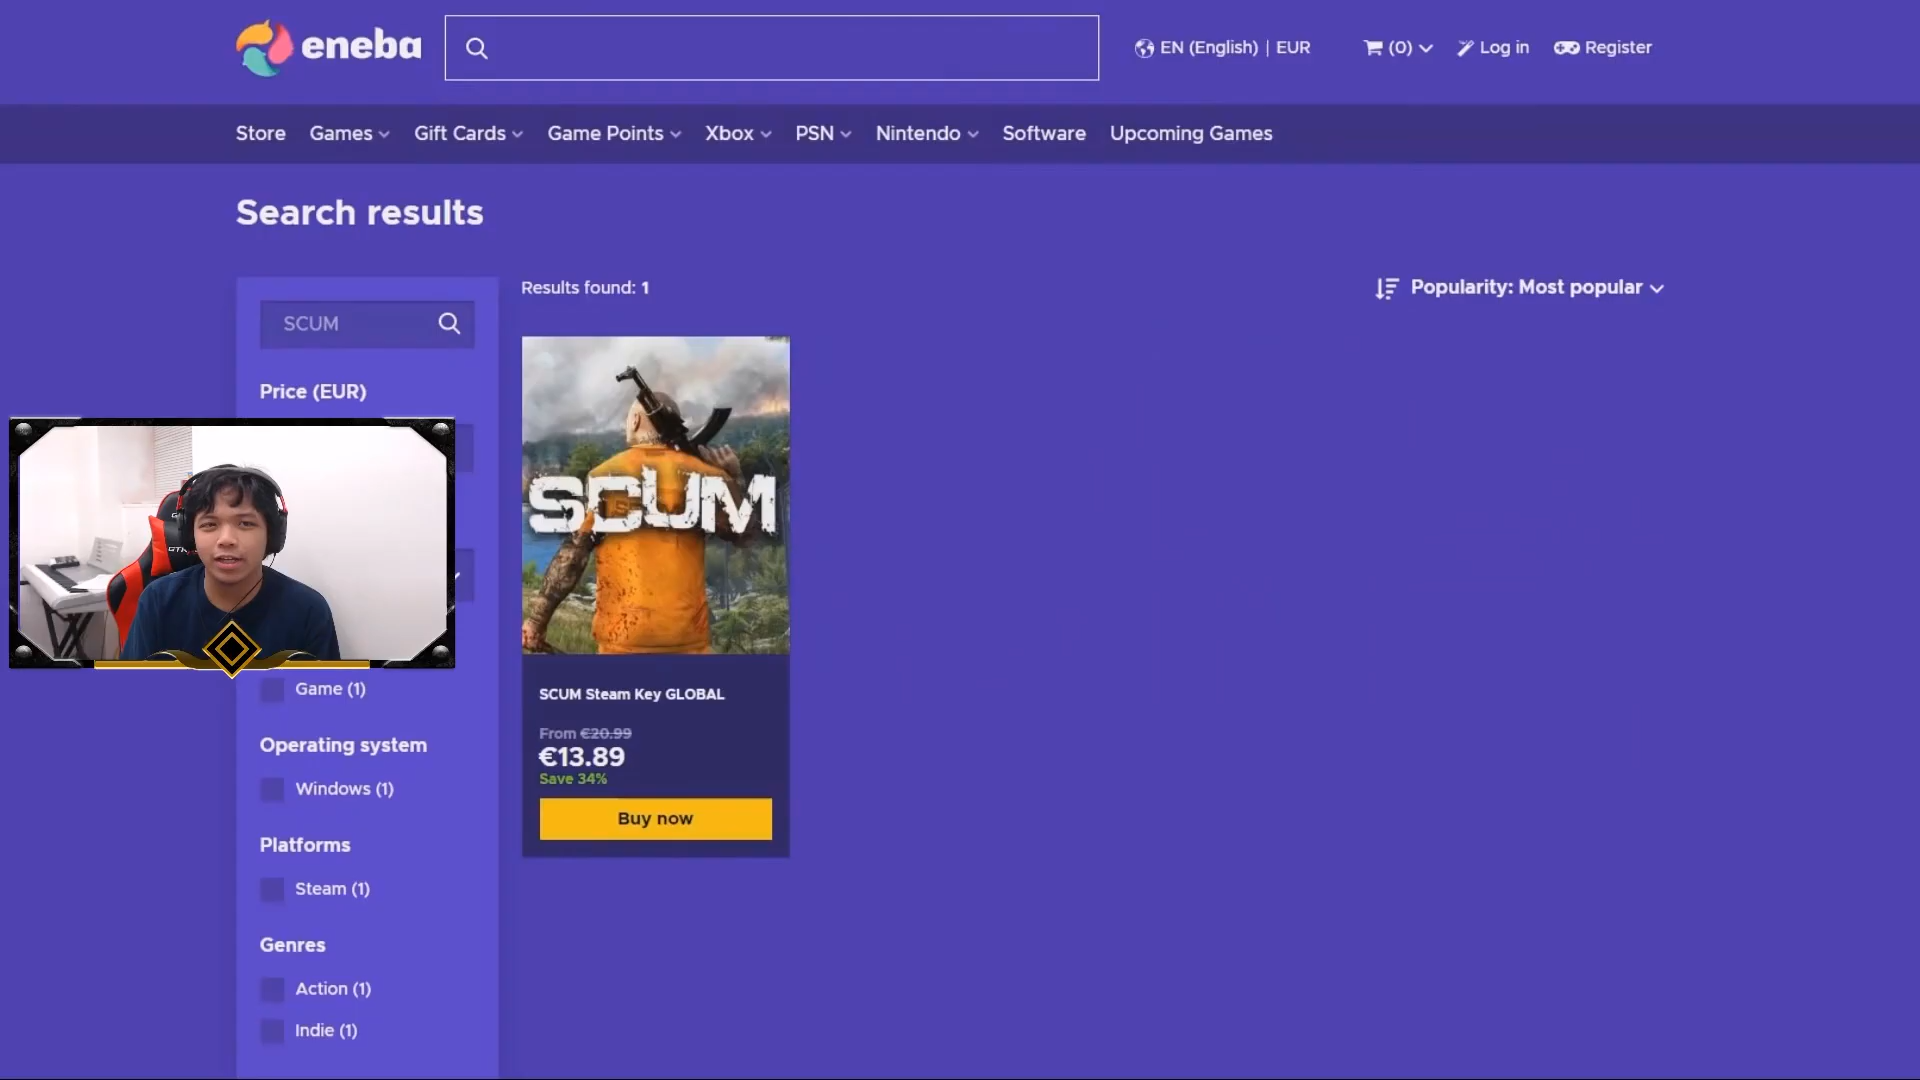 eneba
EN (English) | EUR
(0)
Log in
Register
Store
Games
Gift Cards
Game Points
Xbox
PSN
Nintendo
Software
Upcoming Games
Search results
SCUM
Price (EUR)
Game (1)
Operating system
Windows (1)
Platforms
Steam (1)
Genres
Action (1)
Indie (1)
Results found: 1
Popularity: Most popular
SCUM
SCUM Steam Key GLOBAL
From €20.99
€13.89
Save 34%
Buy now